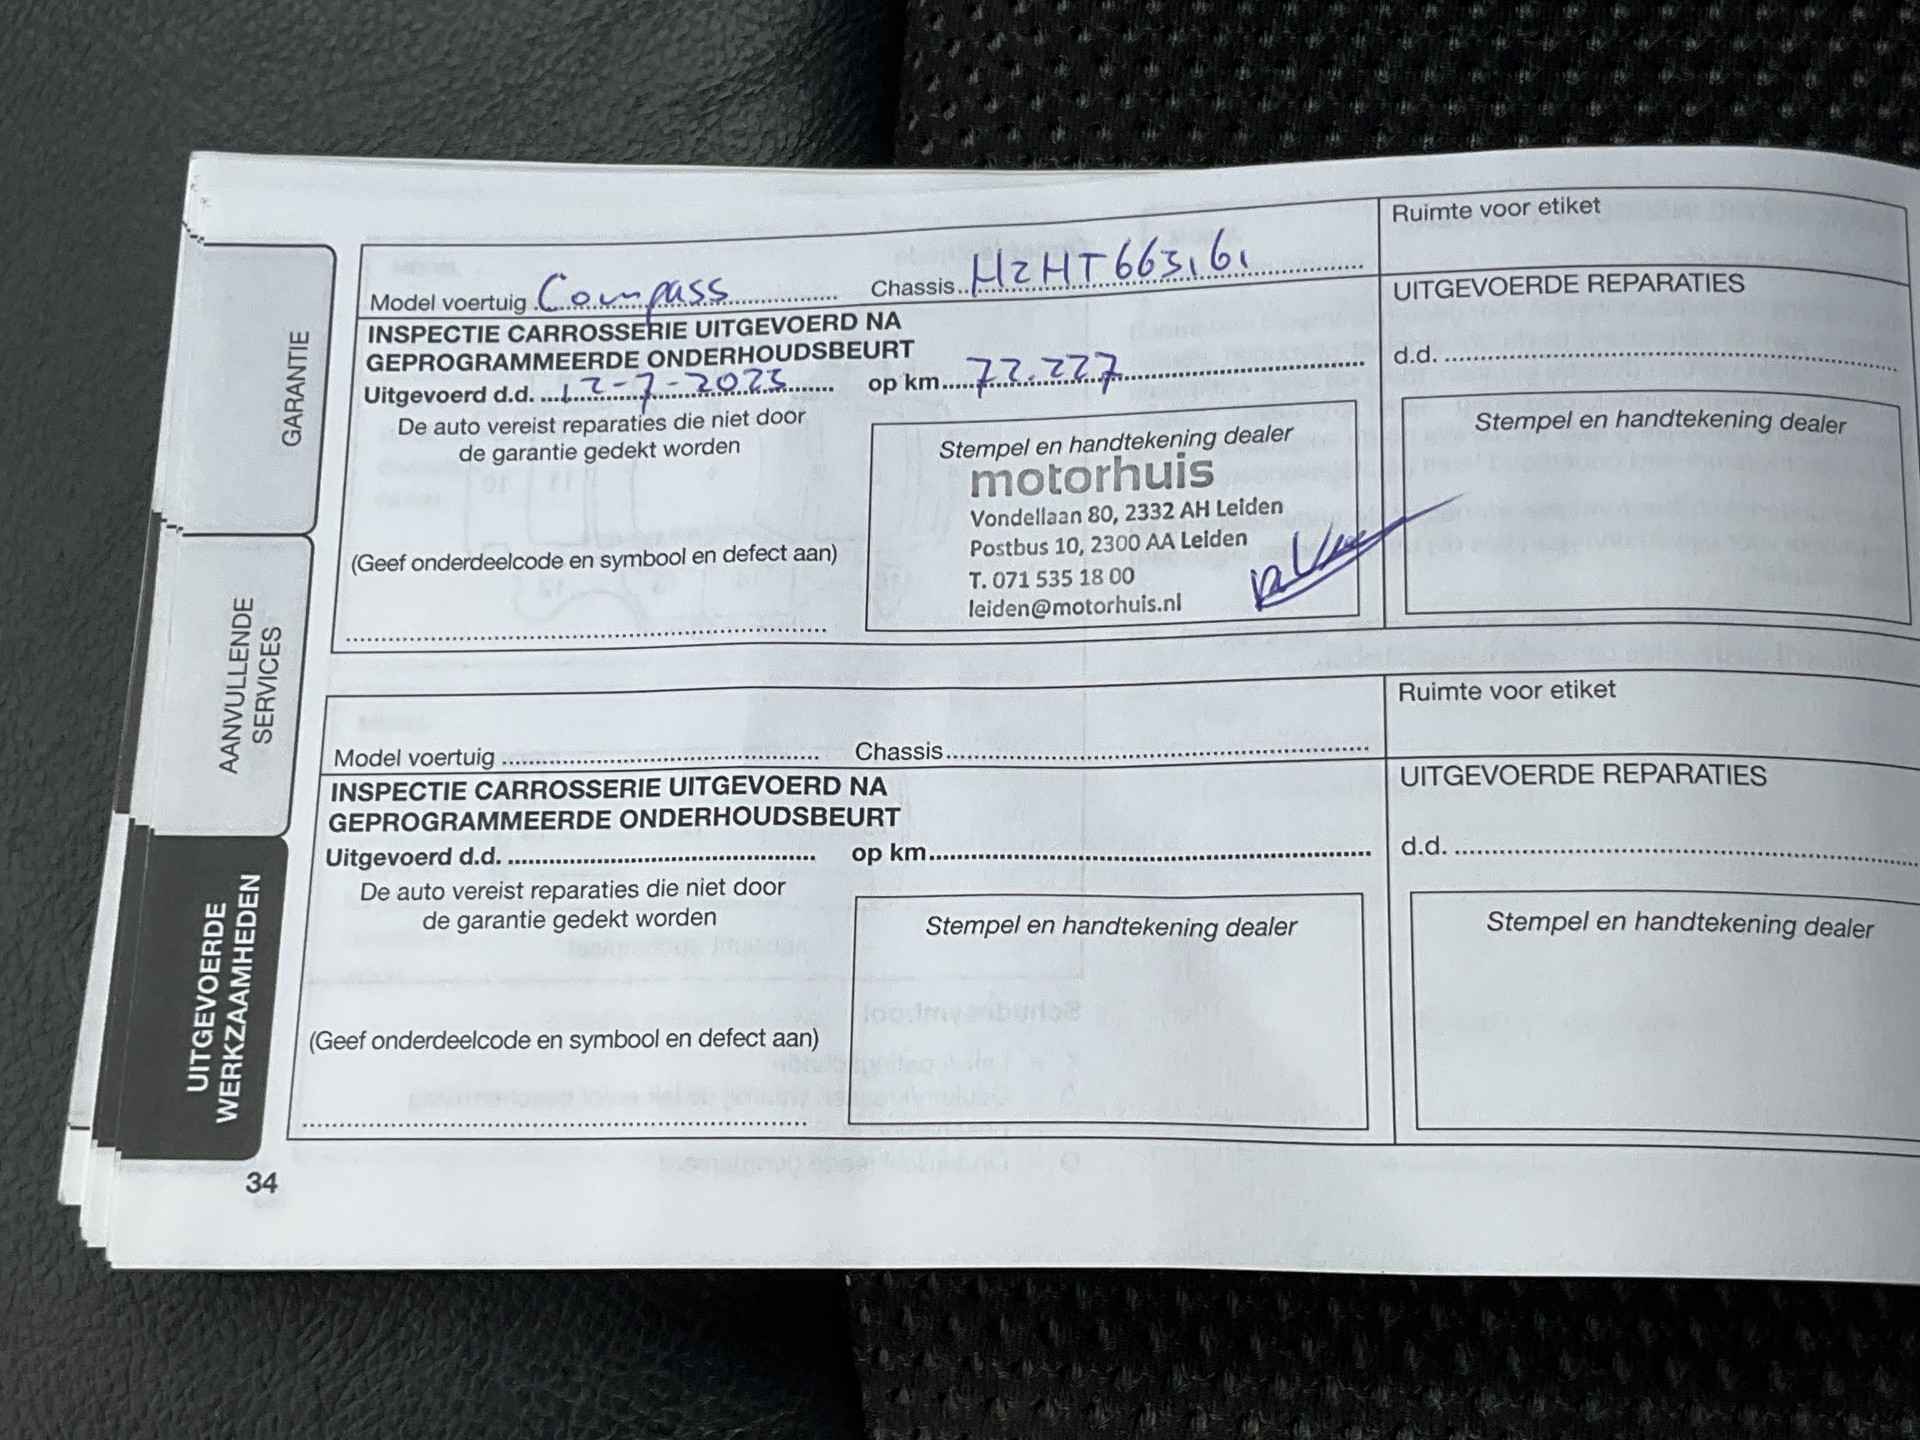 Ruimte voor etiket
Model voertuig Compass Chassis HzHT663,6,
UITGEVOERDE REPARATIES
INSPECTIE CARROSSERIE UITGEVOERD NA
GEPROGRAMMEERDE ONDERHOUDSBEURT
d.d.
Uitgevoerd d.d. 12-7-2023 op km 72.227
De auto vereist reparaties die niet door
de garantie gedekt worden
Stempel en handtekening dealer
Stempel en handtekening dealer
motorhuis
Vondellaan 80, 2332 AH Leiden
Postbus 10, 2300 AA Leiden
T. 071 535 18 00
leiden@motorhuis.nl
(Geef onderdeelcode en symbool en defect aan)
Ruimte voor etiket
Model voertuig Chassis
UITGEVOERDE REPARATIES
INSPECTIE CARROSSERIE UITGEVOERD NA
GEPROGRAMMEERDE ONDERHOUDSBEURT
d.d.
Uitgevoerd d.d. op km
De auto vereist reparaties die niet door
de garantie gedekt worden
Stempel en handtekening dealer
Stempel en handtekening dealer
(Geef onderdeelcode en symbool en defect aan)
GARANTIE
AANVULLENDE
SERVICES
UITGEVOERDE
WERKZAAMHEDEN
34